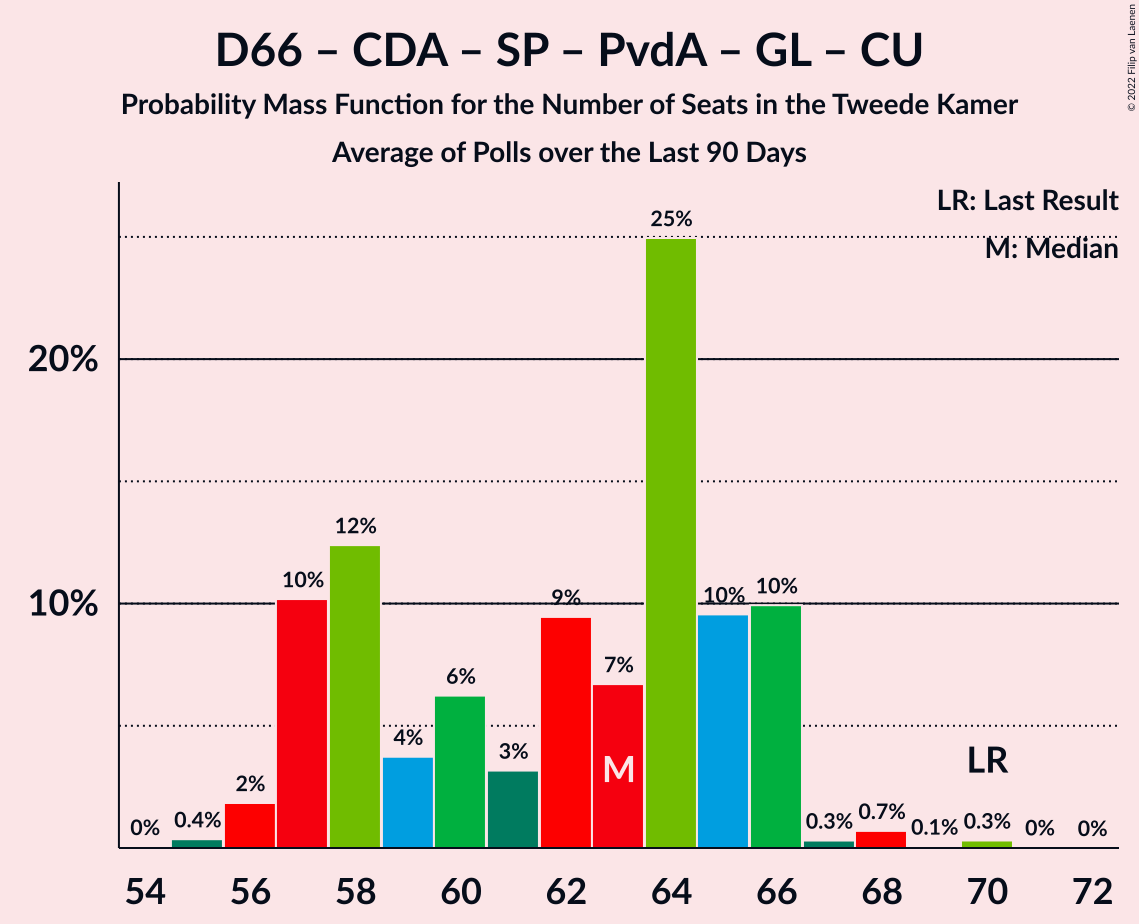 D66 – CDA – SP – PvdA – GL – CU
Probability Mass Function for the Number of Seats in the Tweede Kamer
Average of Polls over the Last 90 Days
© 2022 Filip van Laenen
LR: Last Result
M: Median
25%
20%
12%
10%
10%
9%
10%
10%
7%
6%
4%
3%
2%
M
LR
0%
0.4%
0.3%
0.7%
0.1%
0.3%
0%
0%
54 56 58 60 62 64 66 68 70 72